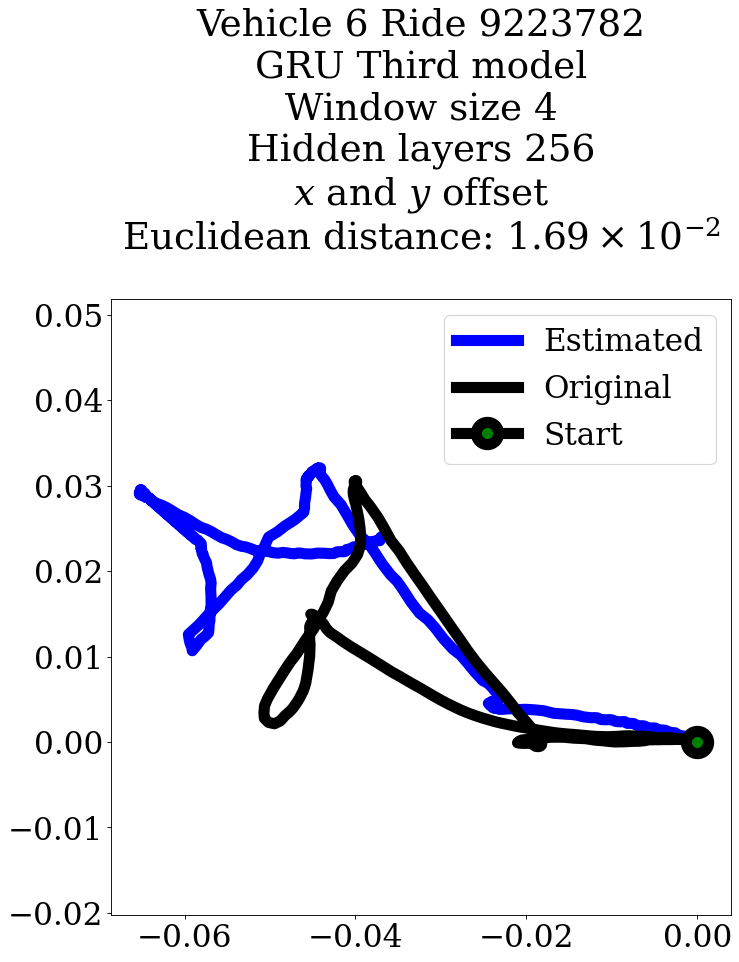 Vehicle 6 Ride 9223782
GRU Third model
Window size 4
Hidden layers 256
x and y offset
Euclidean distance: 1.69 × 10⁻²
Estimated
Original
Start
0.05
0.04
0.03
0.02
0.01
0.00
−0.01
−0.02
−0.06 −0.04 −0.02 0.00